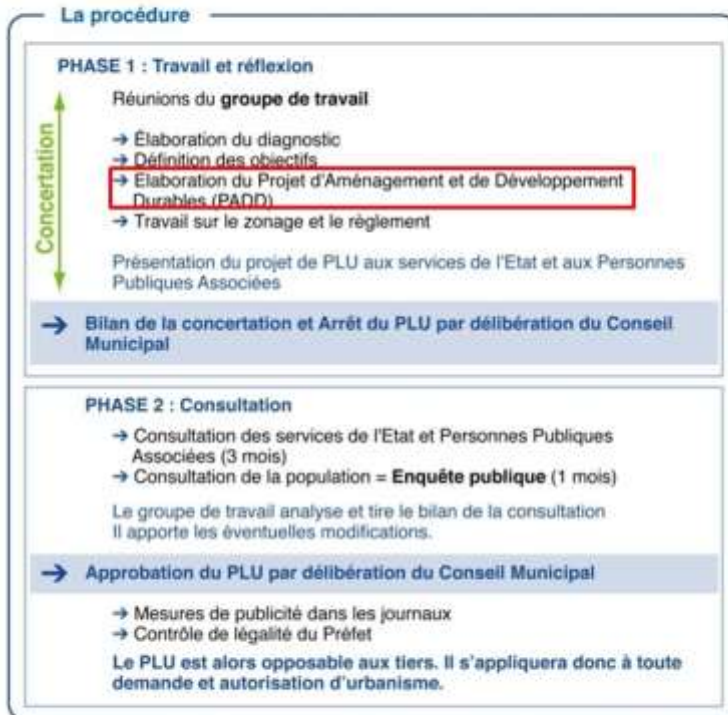 La procédure
PHASE 1 : Travail et réflexion
Réunions du groupe de travail
Concertation
→ Élaboration du diagnostic
→ Définition des objectifs
→ Elaboration du Projet d'Aménagement et de Développement
Durables (PADD)
→ Travail sur le zonage et le règlement
Présentation du projet de PLU aux services de l'Etat et aux Personnes
Publiques Associées
→ Bilan de la concertation et Arrêt du PLU par délibération du Conseil
Municipal
PHASE 2 : Consultation
→ Consultation des services de l'Etat et Personnes Publiques
Associées (3 mois)
→ Consultation de la population = Enquête publique (1 mois)
Le groupe de travail analyse et tire le bilan de la consultation
Il apporte les éventuelles modifications.
→ Approbation du PLU par délibération du Conseil Municipal
→ Mesures de publicité dans les journaux
→ Contrôle de légalité du Préfet
Le PLU est alors opposable aux tiers. Il s'appliquera donc à toute
demande et autorisation d'urbanisme.